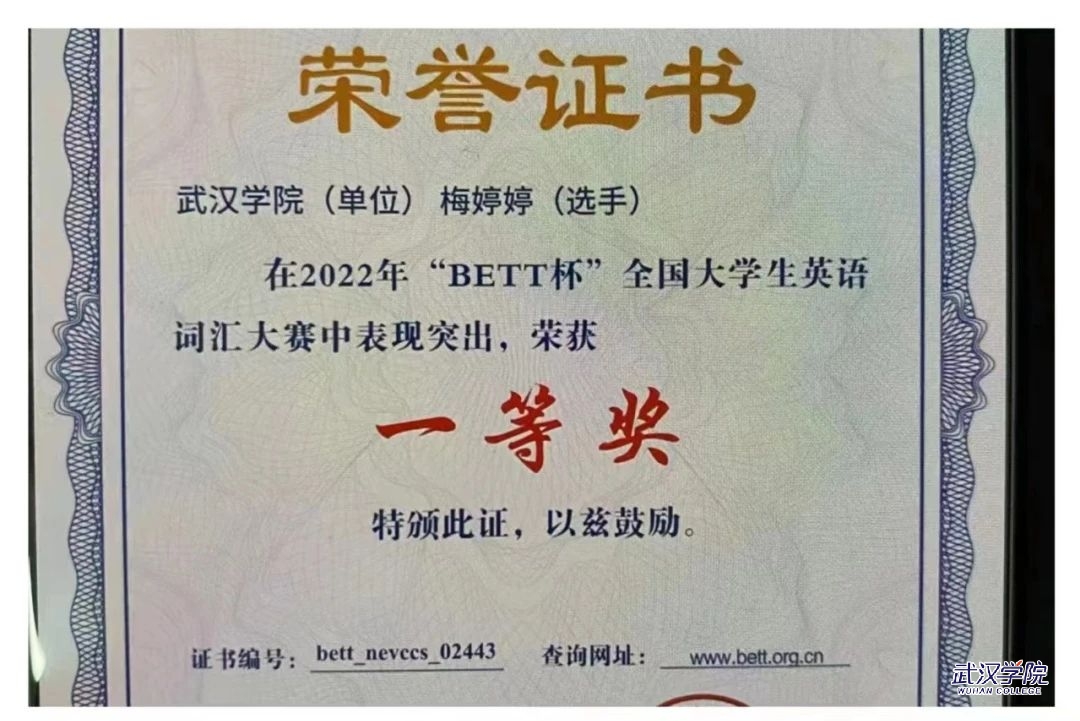 荣誉证书
武汉学院（单位） 梅婷婷（选手）
在2022年“BETT杯”全国大学生英语
词汇大赛中表现突出，荣获
一等奖
特颁此证，以兹鼓励。
证书编号： bett_nevccs_02443 查询网址： www.bett.org.cn
武汉学院
WUHAN COLLEGE